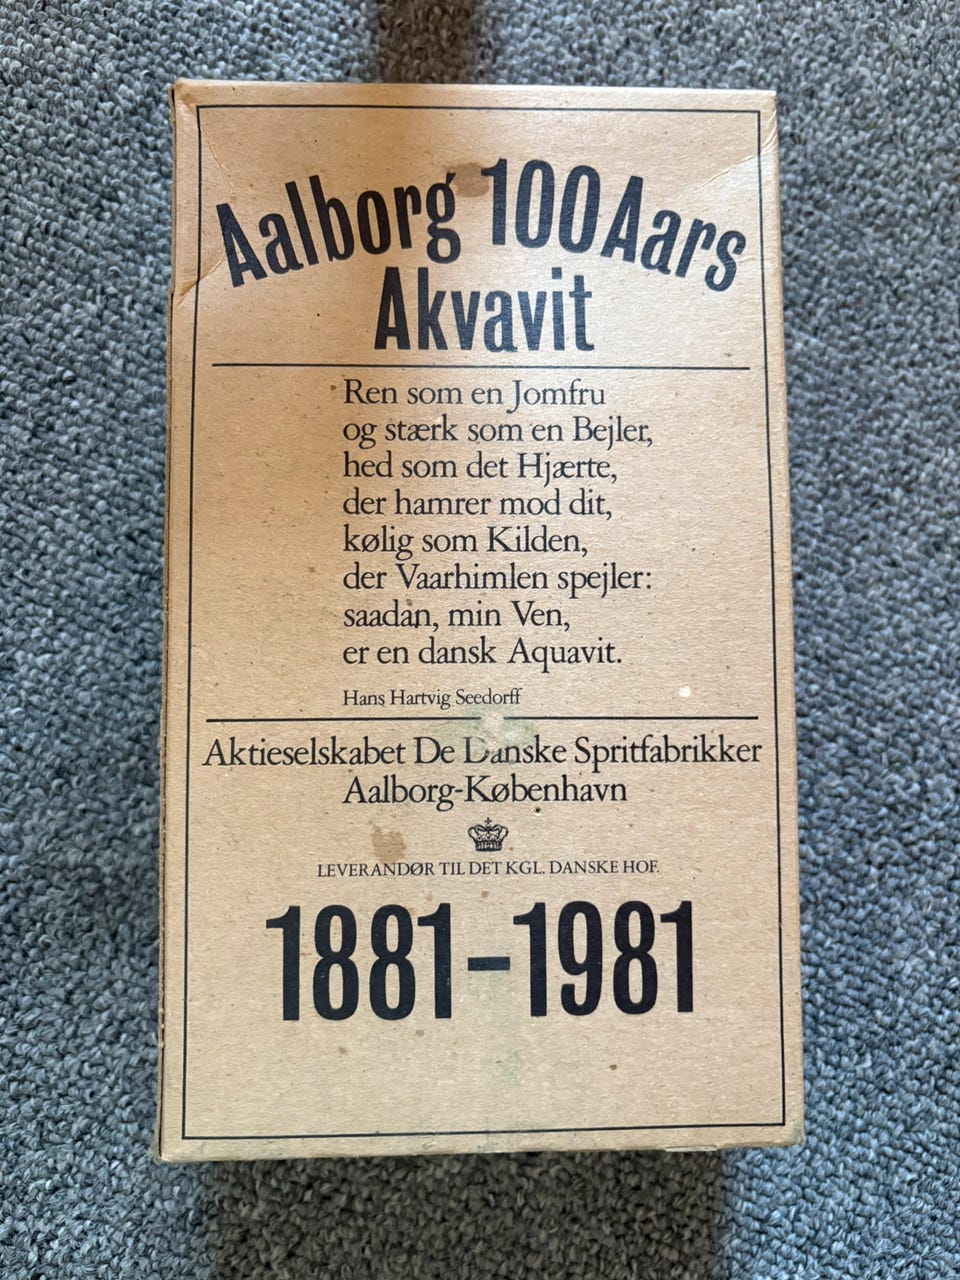 Aalborg 100 Aars
Akvavit
Ren som en Jomfru
og stærk som en Bejler,
hed som det Hjærte,
der hamrer mod dit,
kølig som Kilden,
der Vaarhimlen spejler:
saadan, min Ven,
er en dansk Aquavit.
Hans Hartvig Seedorff
Aktieselskabet De Danske Spritfabrikker
Aalborg-København
LEVERANDØR TIL DET KGL. DANSKE HOF.
1881-1981